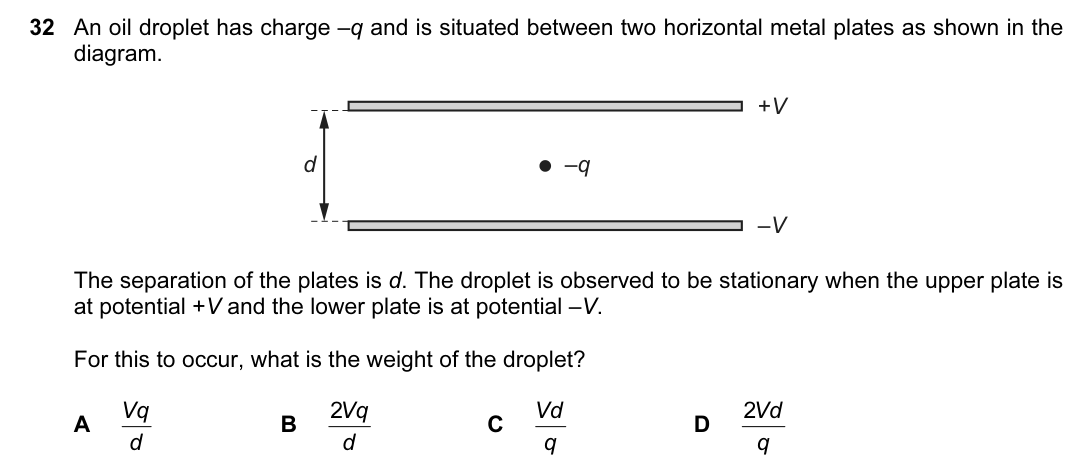 32 An oil droplet has charge –q and is situated between two horizontal metal plates as shown in the
diagram.
+V
d
–q
–V
The separation of the plates is d. The droplet is observed to be stationary when the upper plate is
at potential +V and the lower plate is at potential –V.
For this to occur, what is the weight of the droplet?
A Vq/d B 2Vq/d C Vd/q D 2Vd/q